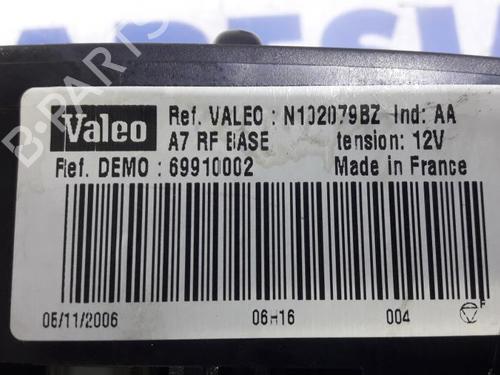 Valeo
Ref. VALEO : N102079BZ Ind: AA
A7 RF BASE tension: 12V
Ref. DEMO : 69910002 Made in France
05/11/2006 06H16 004 F
B-PARTS